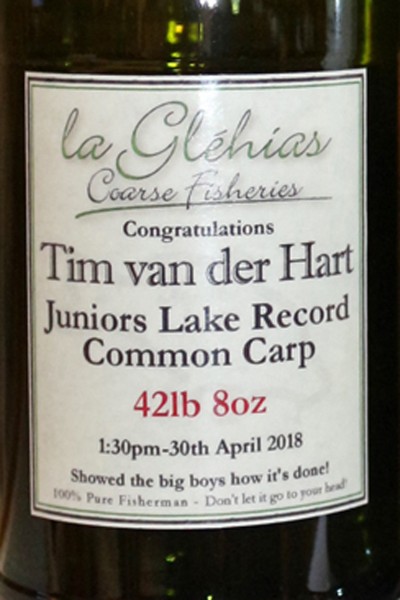 la Gléhias
Coarse Fisheries
Congratulations
Tim van der Hart
Juniors Lake Record
Common Carp
42lb 8oz
1:30pm-30th April 2018
Showed the big boys how it's done!
100% Pure Fisherman - Don't let it go to your head!